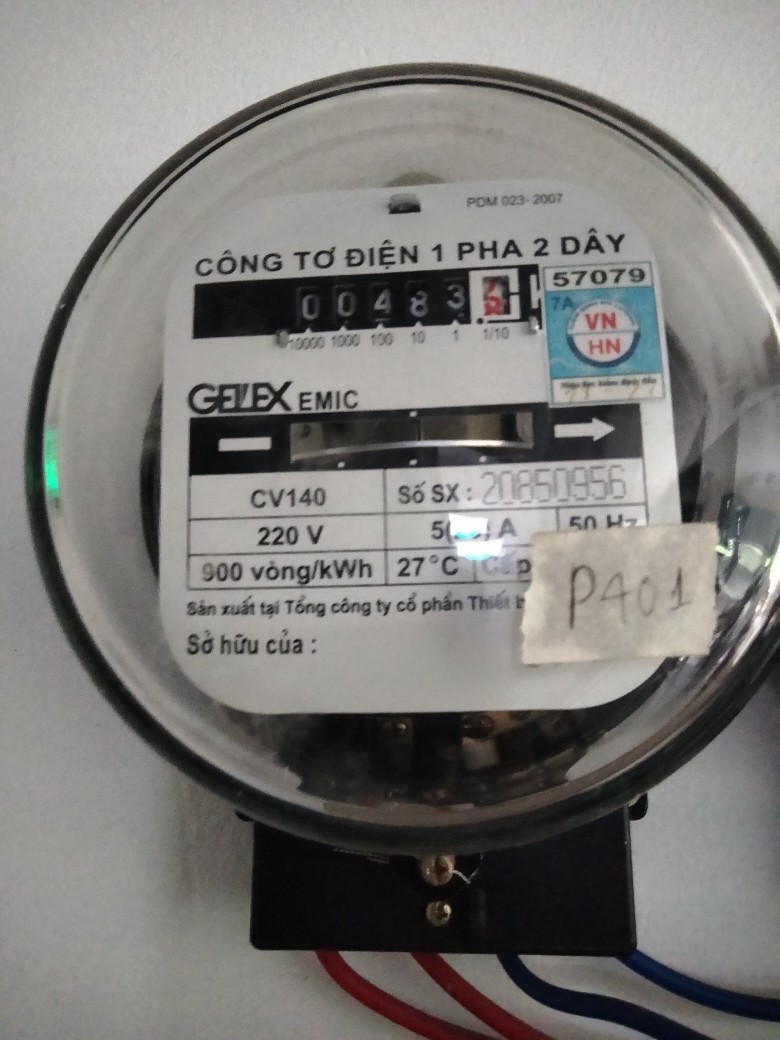 PDM 023-2007
CÔNG TƠ ĐIỆN 1 PHA 2 DÂY
57079
7A
VN
HN
0 0 4 8 3
10000 1000 100 10 1 1/10
GELEX EMIC
CV140
Số SX : 20850956
220 V
5( ) A
50 Hz
900 vòng/kWh
27°C
P401
Sản xuất tại Tổng công ty cổ phần Thiết
Sở hữu của :